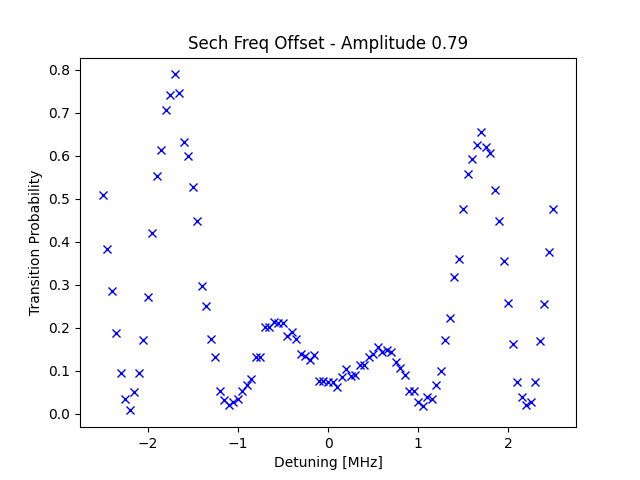 Sech Freq Offset - Amplitude 0.79
Transition Probability
0.8
0.7
0.6
0.5
0.4
0.3
0.2
0.1
0.0
−2 −1 0 1 2
Detuning [MHz]